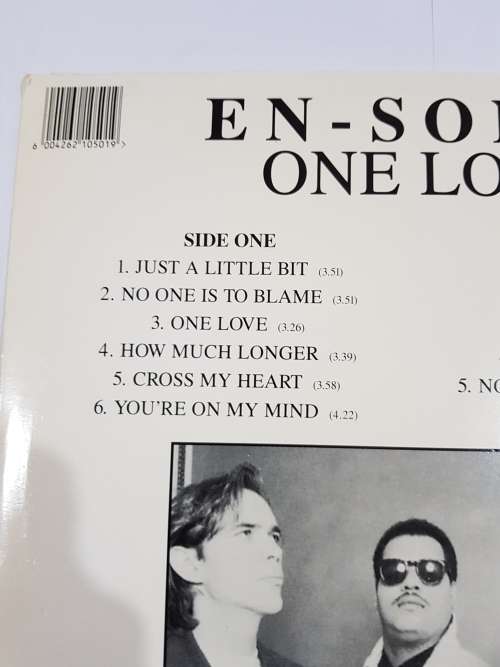 EN-SO
ONE LO
6 004262 105019 >
SIDE ONE
1. JUST A LITTLE BIT (3.51)
2. NO ONE IS TO BLAME (3.51)
3. ONE LOVE (3.26)
4. HOW MUCH LONGER (3.39)
5. CROSS MY HEART (3.58)
6. YOU'RE ON MY MIND (4.22)
5. NO